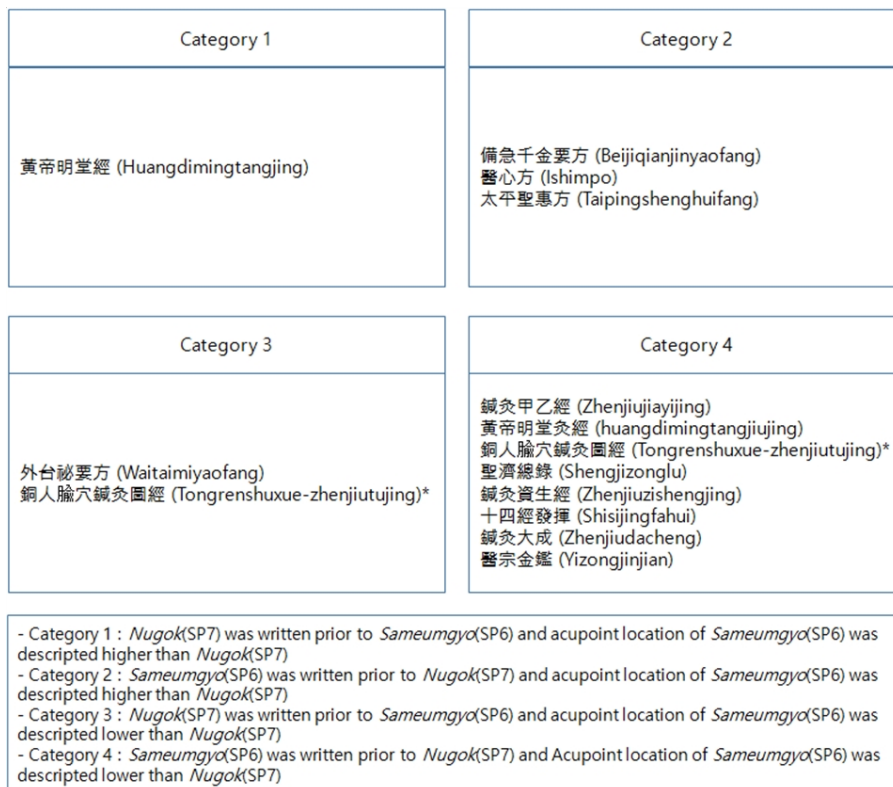 Category 1
黃帝明堂經 (Huangdimingtangjing)
Category 2
備急千金要方 (Beijiqianjinyaofang)
醫心方 (Ishimpo)
太平聖惠方 (Taipingshenghuifang)
Category 3
外台祕要方 (Waitaimiyaofang)
銅人腧穴鍼灸圖經 (Tongrenshuxue-zhenjiutujing)*
Category 4
鍼灸甲乙經 (Zhenjiujiayijing)
黃帝明堂灸經 (huangdimingtangjiujing)
銅人腧穴鍼灸圖經 (Tongrenshuxue-zhenjiutujing)*
聖濟總錄 (Shengjizonglu)
鍼灸資生經 (Zhenjiuzishengjing)
十四經發揮 (Shisijingfahui)
鍼灸大成 (Zhenjiudacheng)
醫宗金鑑 (Yizongjinjian)
- Category 1 : Nugok(SP7) was written prior to Sameumgyo(SP6) and acupoint location of Sameumgyo(SP6) was
descripted higher than Nugok(SP7)
- Category 2 : Sameumgyo(SP6) was written prior to Nugok(SP7) and acupoint location of Sameumgyo(SP6) was
descripted higher than Nugok(SP7)
- Category 3 : Nugok(SP7) was written prior to Sameumgyo(SP6) and acupoint location of Sameumgyo(SP6) was
descripted lower than Nugok(SP7)
- Category 4 : Sameumgyo(SP6) was written prior to Nugok(SP7) and Acupoint location of Sameumgyo(SP6) was
descripted lower than Nugok(SP7)